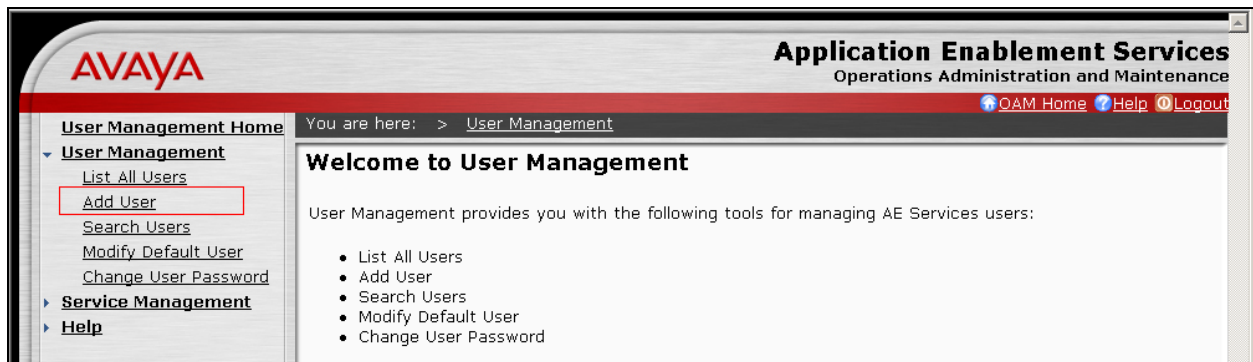 AVAYA
Application Enablement Services
Operations Administration and Maintenance
OAM Home Help Logout
User Management Home
User Management
List All Users
Add User
Search Users
Modify Default User
Change User Password
Service Management
Help
You are here: > User Management
Welcome to User Management
User Management provides you with the following tools for managing AE Services users:
• List All Users
• Add User
• Search Users
• Modify Default User
• Change User Password